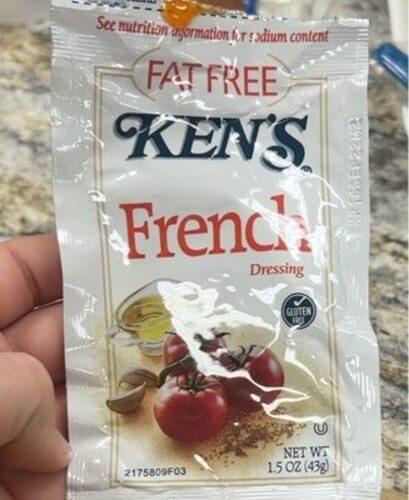 See nutrition information for sodium content
FAT FREE
KEN'S
French
Dressing
GLUTEN
FREE
U
NET WT
1.5 OZ (43g)
2175809F03